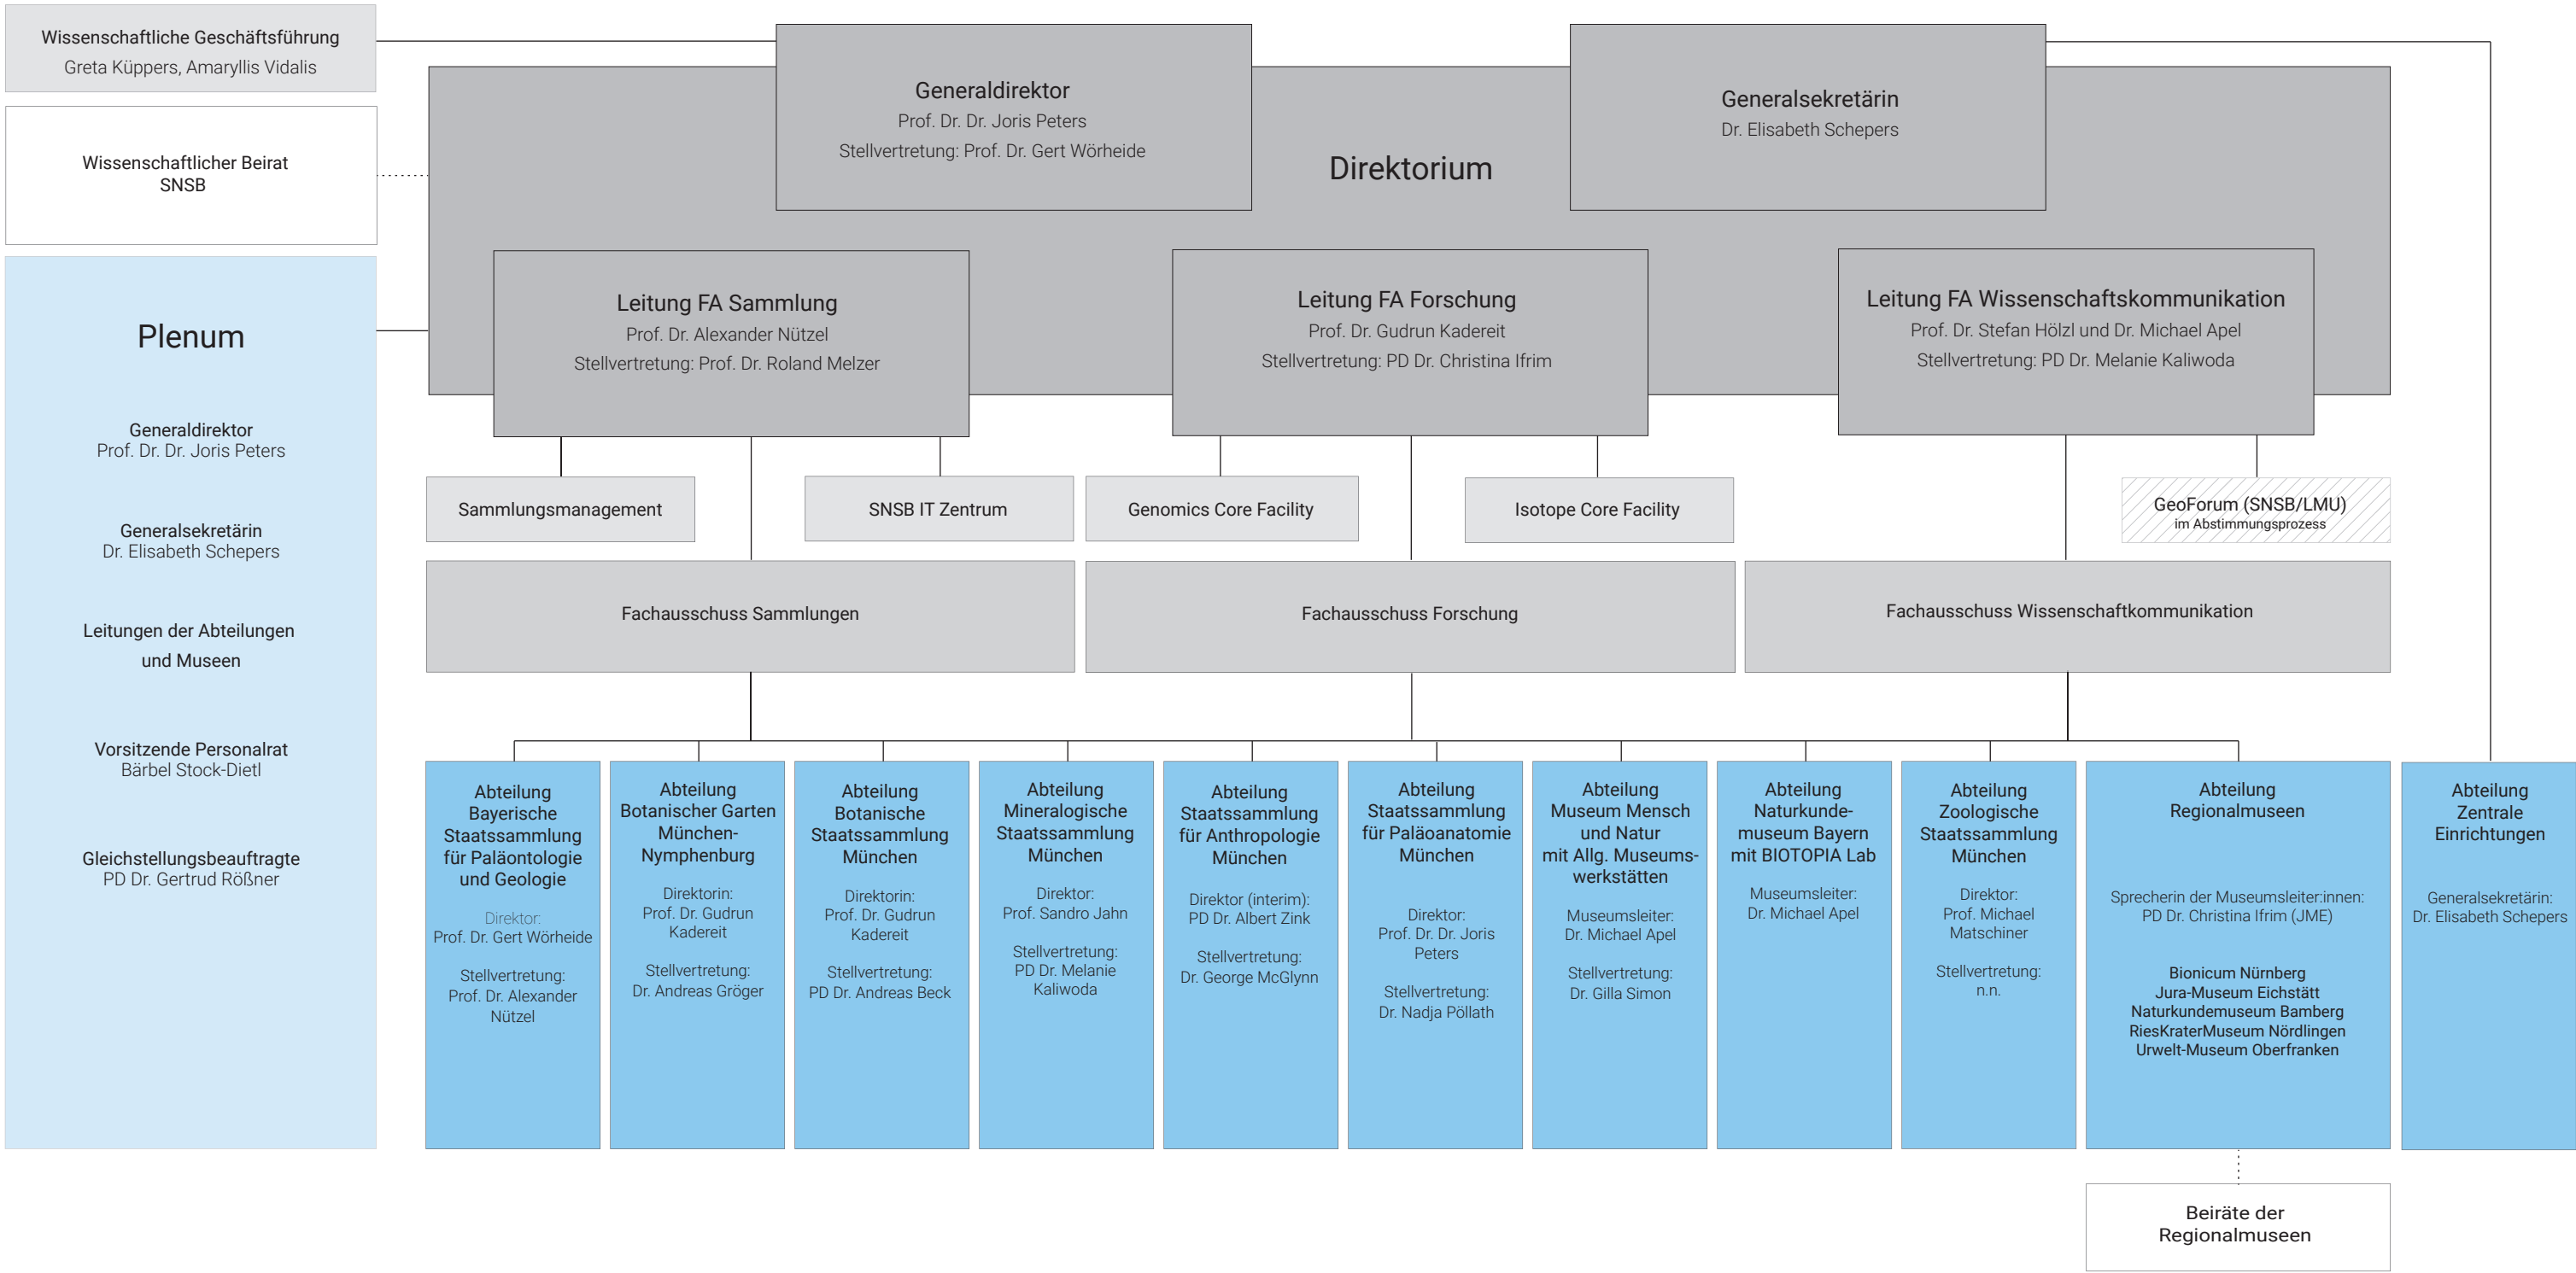 Wissenschaftliche Geschäftsführung
Greta Küppers, Amaryllis Vidalis
Wissenschaftlicher Beirat
SNSB
Plenum
Generaldirektor
Prof. Dr. Dr. Joris Peters
Generalsekretärin
Dr. Elisabeth Schepers
Leitungen der Abteilungen
und Museen
Vorsitzende Personalrat
Bärbel Stock-Dietl
Gleichstellungsbeauftragte
PD Dr. Gertrud Rößner
Generaldirektor
Prof. Dr. Dr. Joris Peters
Stellvertretung: Prof. Dr. Gert Wörheide
Direktorium
Generalsekretärin
Dr. Elisabeth Schepers
Leitung FA Sammlung
Prof. Dr. Alexander Nützel
Stellvertretung: Prof. Dr. Roland Melzer
Leitung FA Forschung
Prof. Dr. Gudrun Kadereit
Stellvertretung: PD Dr. Christina Ifrim
Leitung FA Wissenschaftskommunikation
Prof. Dr. Stefan Hölzl und Dr. Michael Apel
Stellvertretung: PD Dr. Melanie Kaliwoda
Sammlungsmanagement
SNSB IT Zentrum
Genomics Core Facility
Isotope Core Facility
GeoForum (SNSB/LMU)
im Abstimmungsprozess
Fachausschuss Sammlungen
Fachausschuss Forschung
Fachausschuss Wissenschaftkommunikation
Abteilung
Bayerische
Staatssammlung
für Paläontologie
und Geologie
Direktor:
Prof. Dr. Gert Wörheide
Stellvertretung:
Prof. Dr. Alexander
Nützel
Abteilung
Botanischer Garten
München-
Nymphenburg
Direktorin:
Prof. Dr. Gudrun
Kadereit
Stellvertretung:
Dr. Andreas Gröger
Abteilung
Botanische
Staatssammlung
München
Direktorin:
Prof. Dr. Gudrun
Kadereit
Stellvertretung:
PD Dr. Andreas Beck
Abteilung
Mineralogische
Staatssammlung
München
Direktor:
Prof. Sandro Jahn
Stellvertretung:
PD Dr. Melanie
Kaliwoda
Abteilung
Staatssammlung
für Anthropologie
München
Direktor (interim):
PD Dr. Albert Zink
Stellvertretung:
Dr. George McGlynn
Abteilung
Staatssammlung
für Paläoanatomie
München
Direktor:
Prof. Dr. Dr. Joris
Peters
Stellvertretung:
Dr. Nadja Pöllath
Abteilung
Museum Mensch
und Natur
mit Allg. Museums-
werkstätten
Museumsleiter:
Dr. Michael Apel
Stellvertretung:
Dr. Gilla Simon
Abteilung
Naturkunde-
museum Bayern
mit BIOTOPIA Lab
Museumsleiter:
Dr. Michael Apel
Abteilung
Zoologische
Staatssammlung
München
Direktor:
Prof. Michael
Matschiner
Stellvertretung:
n.n.
Abteilung
Regionalmuseen
Sprecherin der Museumsleiter:innen:
PD Dr. Christina Ifrim (JME)
Bionicum Nürnberg
Jura-Museum Eichstätt
Naturkundemuseum Bamberg
RiesKraterMuseum Nördlingen
Urwelt-Museum Oberfranken
Abteilung
Zentrale
Einrichtungen
Generalsekretärin:
Dr. Elisabeth Schepers
Beiräte der
Regionalmuseen